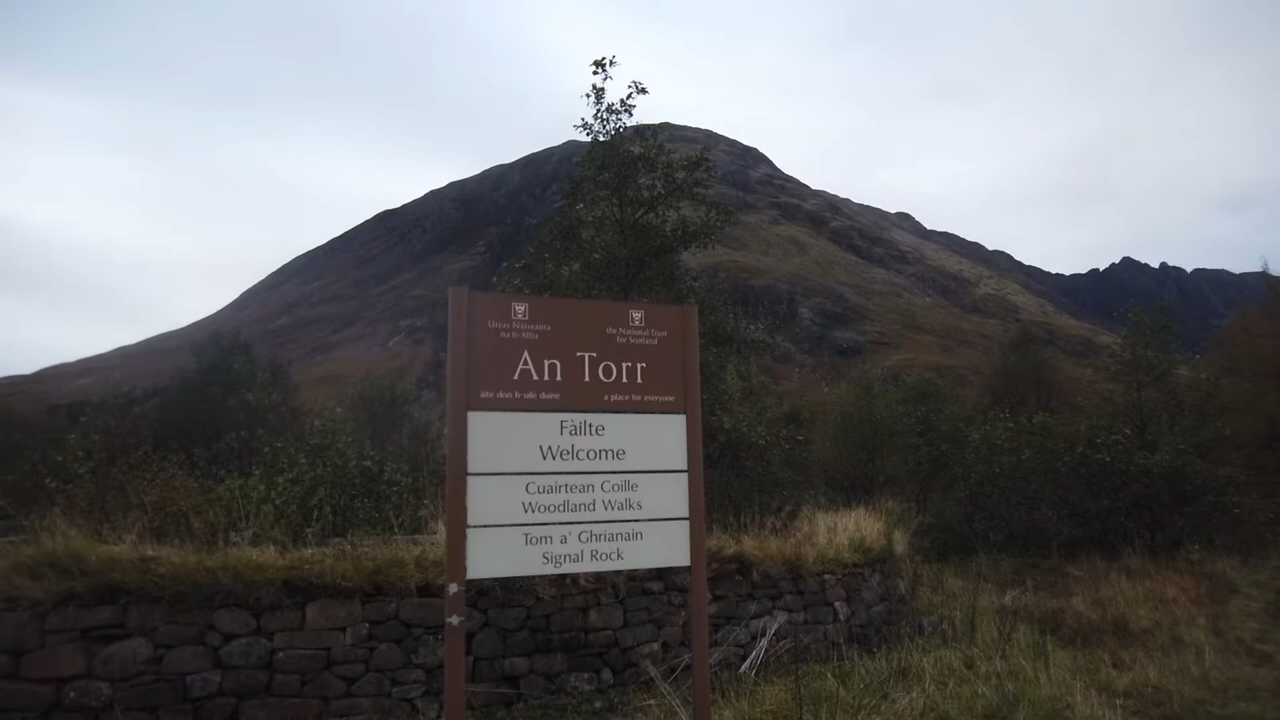 Urras Nàiseanta
na h-Alba
the National Trust
for Scotland
An Torr
àite don h-uile duine
a place for everyone
Fàilte
Welcome
Cuairtean Coille
Woodland Walks
Tom a' Ghrianain
Signal Rock